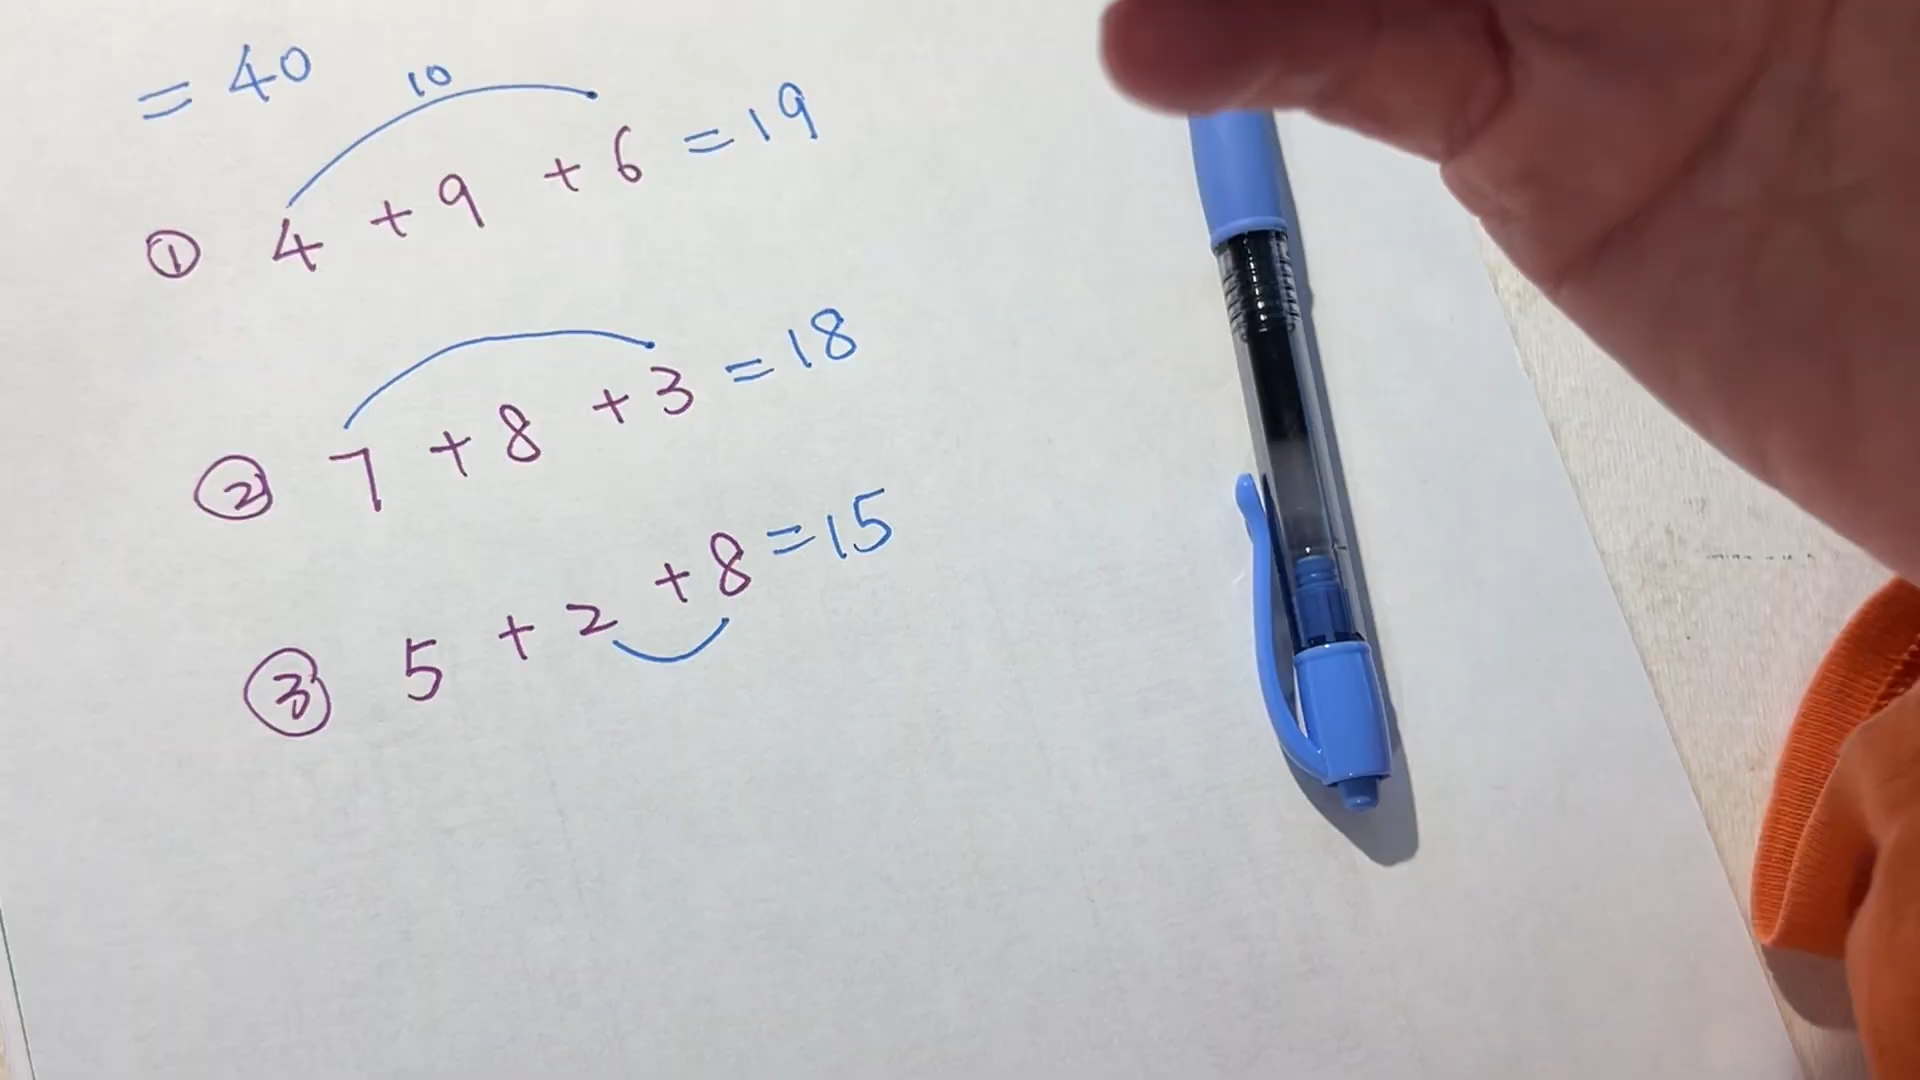 = 40
10
① 4 + 9 + 6 = 19
② 7 + 8 + 3 = 18
③ 5 + 2 + 8 = 15